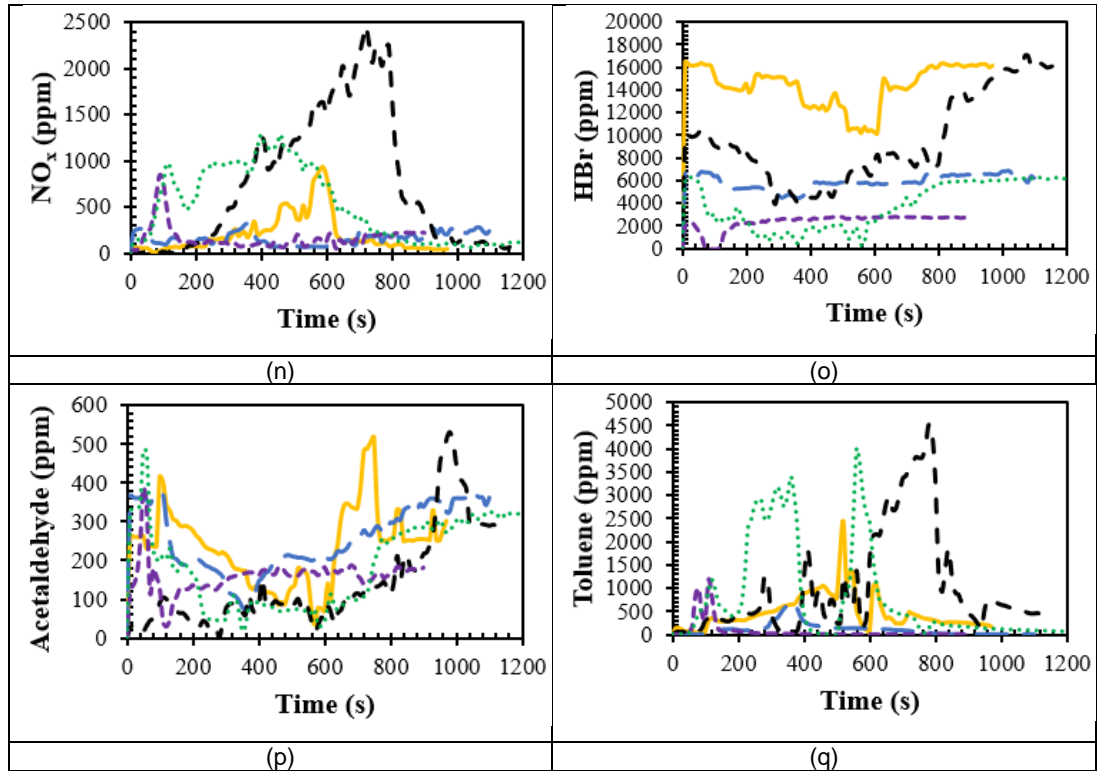 2500
2000
1500
1000
500
0
NOx (ppm)
0 200 400 600 800 1000 1200
Time (s)
20000
18000
16000
14000
12000
10000
8000
6000
4000
2000
0
HBr (ppm)
0 200 400 600 800 1000 1200
Time (s)
(n)
(o)
600
500
400
300
200
100
0
Acetaldehyde (ppm)
0 200 400 600 800 1000 1200
Time (s)
5000
4500
4000
3500
3000
2500
2000
1500
1000
500
0
Toluene (ppm)
0 200 400 600 800 1000 1200
Time (s)
(p)
(q)